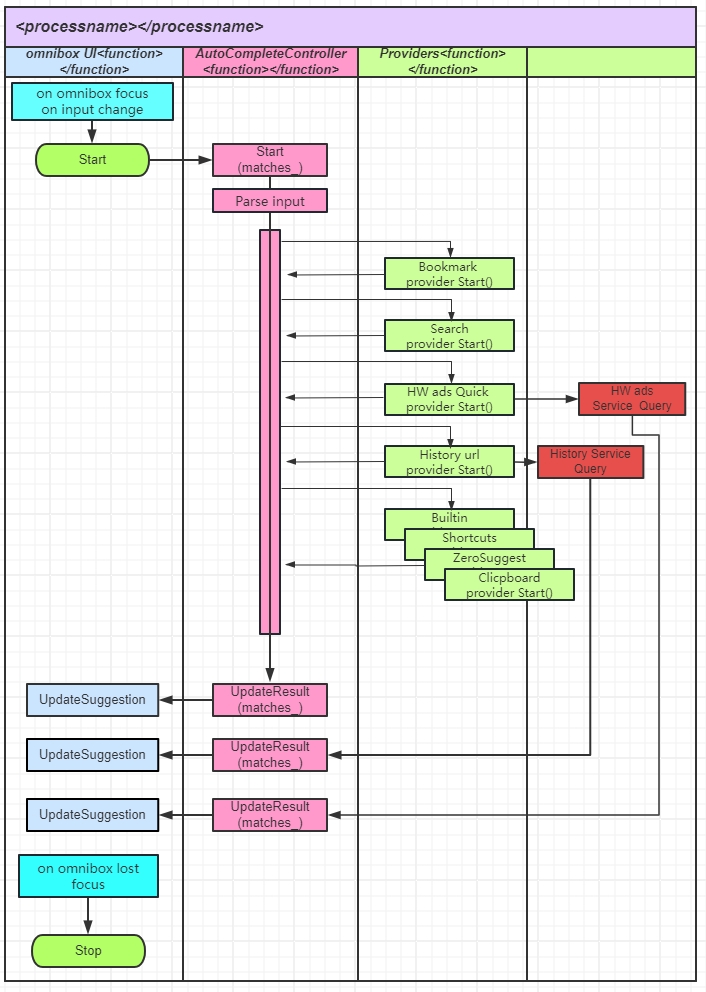 <processname></processname>
omnibox UI<function>
</function>
AutoCompleteController
<function></function>
Providers<function>
</function>
on omnibox focus
on input change
Start
Start
(matches_)
Parse input
Bookmark
provider Start()
Search
provider Start()
HW ads Quick
provider Start()
HW ads
Service Query
History url
provider Start()
History Service
Query
Builtin
Shortcuts
ZeroSuggest
Clicpboard
provider Start()
UpdateSuggestion
UpdateResult
(matches_)
UpdateSuggestion
UpdateResult
(matches_)
UpdateSuggestion
UpdateResult
(matches_)
on omnibox lost
focus
Stop